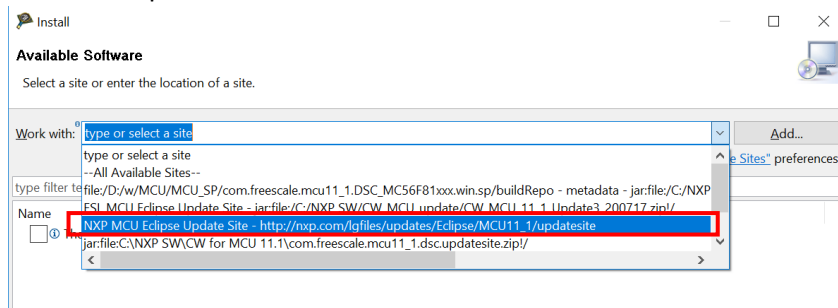 Install
Available Software
Select a site or enter the location of a site.
Work with: type or select a site
Add...
type or select a site
--All Available Sites--
e Sites" preferences
file:/D:/w/MCU/MCU_SP/com.freescale.mcu11_1.DSC_MC56F81xxx.win.sp/buildRepo - metadata - jar:file:/C:/NXP
type filter te
FSL MCU Eclipse Update Site - jar:file:/C:/NXP SW/CW_MCU_update/CW_MCU_11_1_Update3_200717.zip!/
Name
NXP MCU Eclipse Update Site - http://nxp.com/lgfiles/updates/Eclipse/MCU11_1/updatesite
jar:file:C:\NXP SW\CW for MCU 11.1\com.freescale.mcu11_1.dsc.updatesite.zip!/